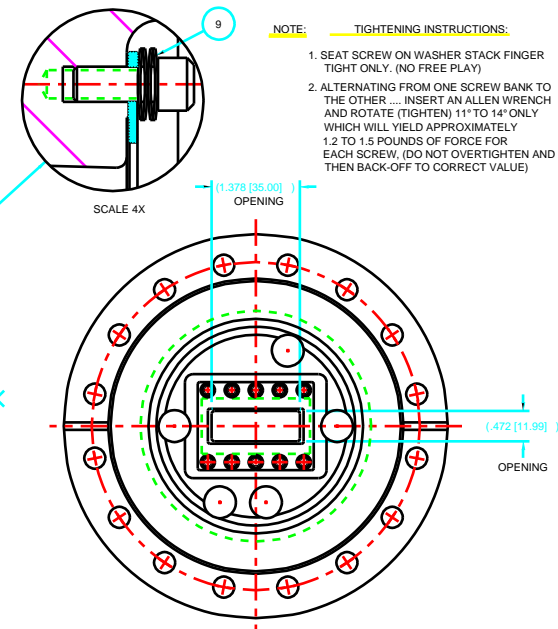 9
NOTE: TIGHTENING INSTRUCTIONS:
1. SEAT SCREW ON WASHER STACK FINGER
TIGHT ONLY. (NO FREE PLAY)
2. ALTERNATING FROM ONE SCREW BANK TO
THE OTHER .... INSERT AN ALLEN WRENCH
AND ROTATE (TIGHTEN) 11° TO 14° ONLY
WHICH WILL YIELD APPROXIMATELY
1.2 TO 1.5 POUNDS OF FORCE FOR
EACH SCREW, (DO NOT OVERTIGHTEN AND
THEN BACK-OFF TO CORRECT VALUE)
SCALE 4X
(1.378 [35.00] )
OPENING
(.472 [11.99] )
OPENING